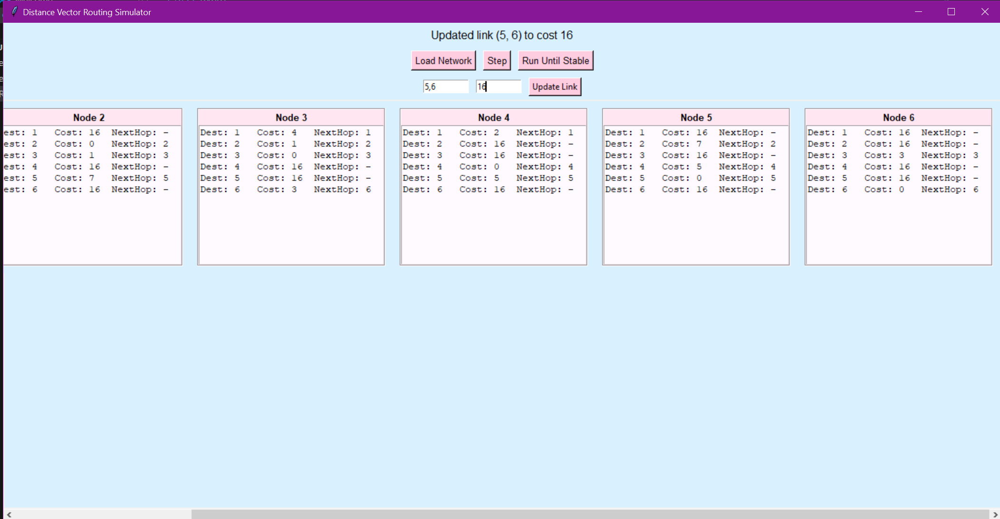 Distance Vector Routing Simulator
Updated link (5, 6) to cost 16
Load Network Step Run Until Stable
5,6 16 Update Link
Node 2
est: 1 Cost: 16 NextHop: -
est: 2 Cost: 0 NextHop: 2
est: 3 Cost: 1 NextHop: 3
est: 4 Cost: 16 NextHop: -
est: 5 Cost: 7 NextHop: 5
est: 6 Cost: 16 NextHop: -
Node 3
Dest: 1 Cost: 4 NextHop: 1
Dest: 2 Cost: 1 NextHop: 2
Dest: 3 Cost: 0 NextHop: 3
Dest: 4 Cost: 16 NextHop: -
Dest: 5 Cost: 16 NextHop: -
Dest: 6 Cost: 3 NextHop: 6
Node 4
Dest: 1 Cost: 2 NextHop: 1
Dest: 2 Cost: 16 NextHop: -
Dest: 3 Cost: 16 NextHop: -
Dest: 4 Cost: 0 NextHop: 4
Dest: 5 Cost: 5 NextHop: 5
Dest: 6 Cost: 16 NextHop: -
Node 5
Dest: 1 Cost: 16 NextHop: -
Dest: 2 Cost: 7 NextHop: 2
Dest: 3 Cost: 16 NextHop: -
Dest: 4 Cost: 5 NextHop: 4
Dest: 5 Cost: 0 NextHop: 5
Dest: 6 Cost: 16 NextHop: -
Node 6
Dest: 1 Cost: 16 NextHop: -
Dest: 2 Cost: 16 NextHop: -
Dest: 3 Cost: 3 NextHop: 3
Dest: 4 Cost: 16 NextHop: -
Dest: 5 Cost: 16 NextHop: -
Dest: 6 Cost: 0 NextHop: 6